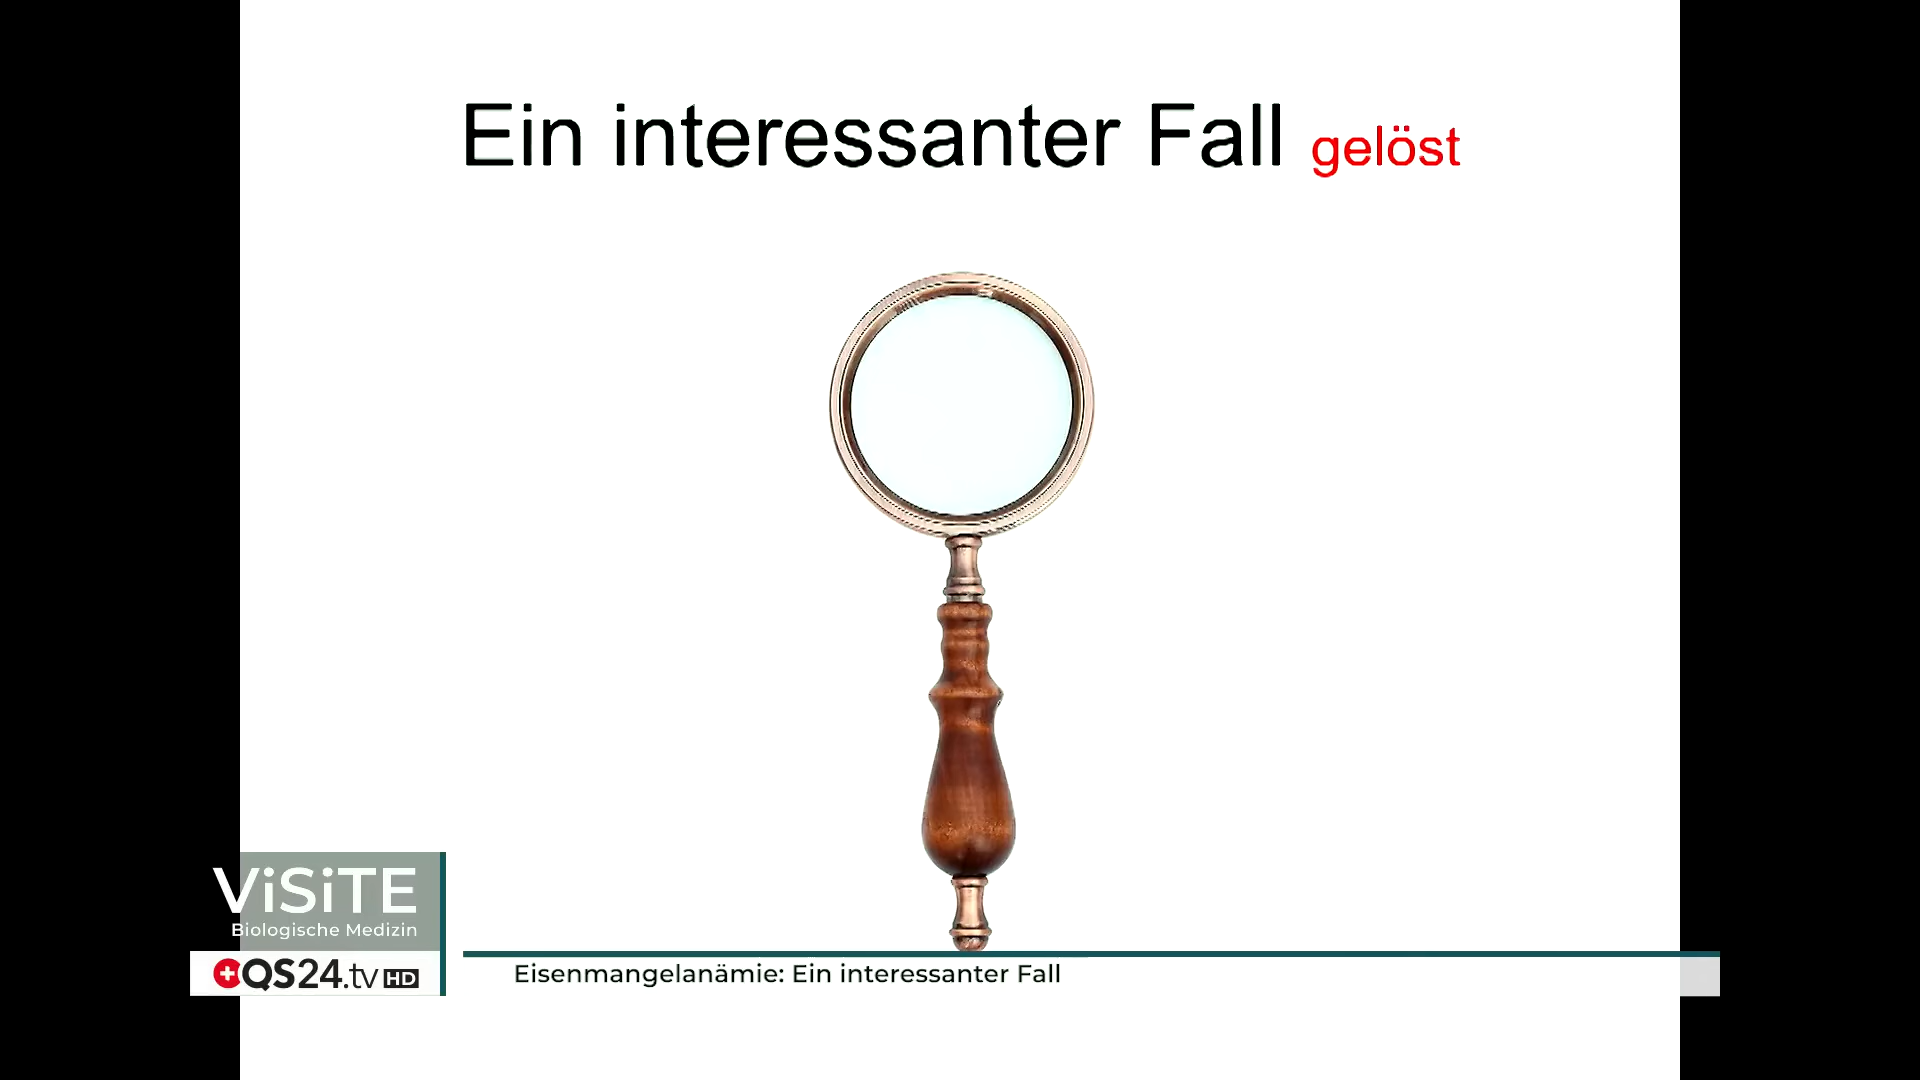 Ein interessanter Fall gelöst
ViSiTE
Biologische Medizin
QS24.tv HD
Eisenmangelanämie: Ein interessanter Fall